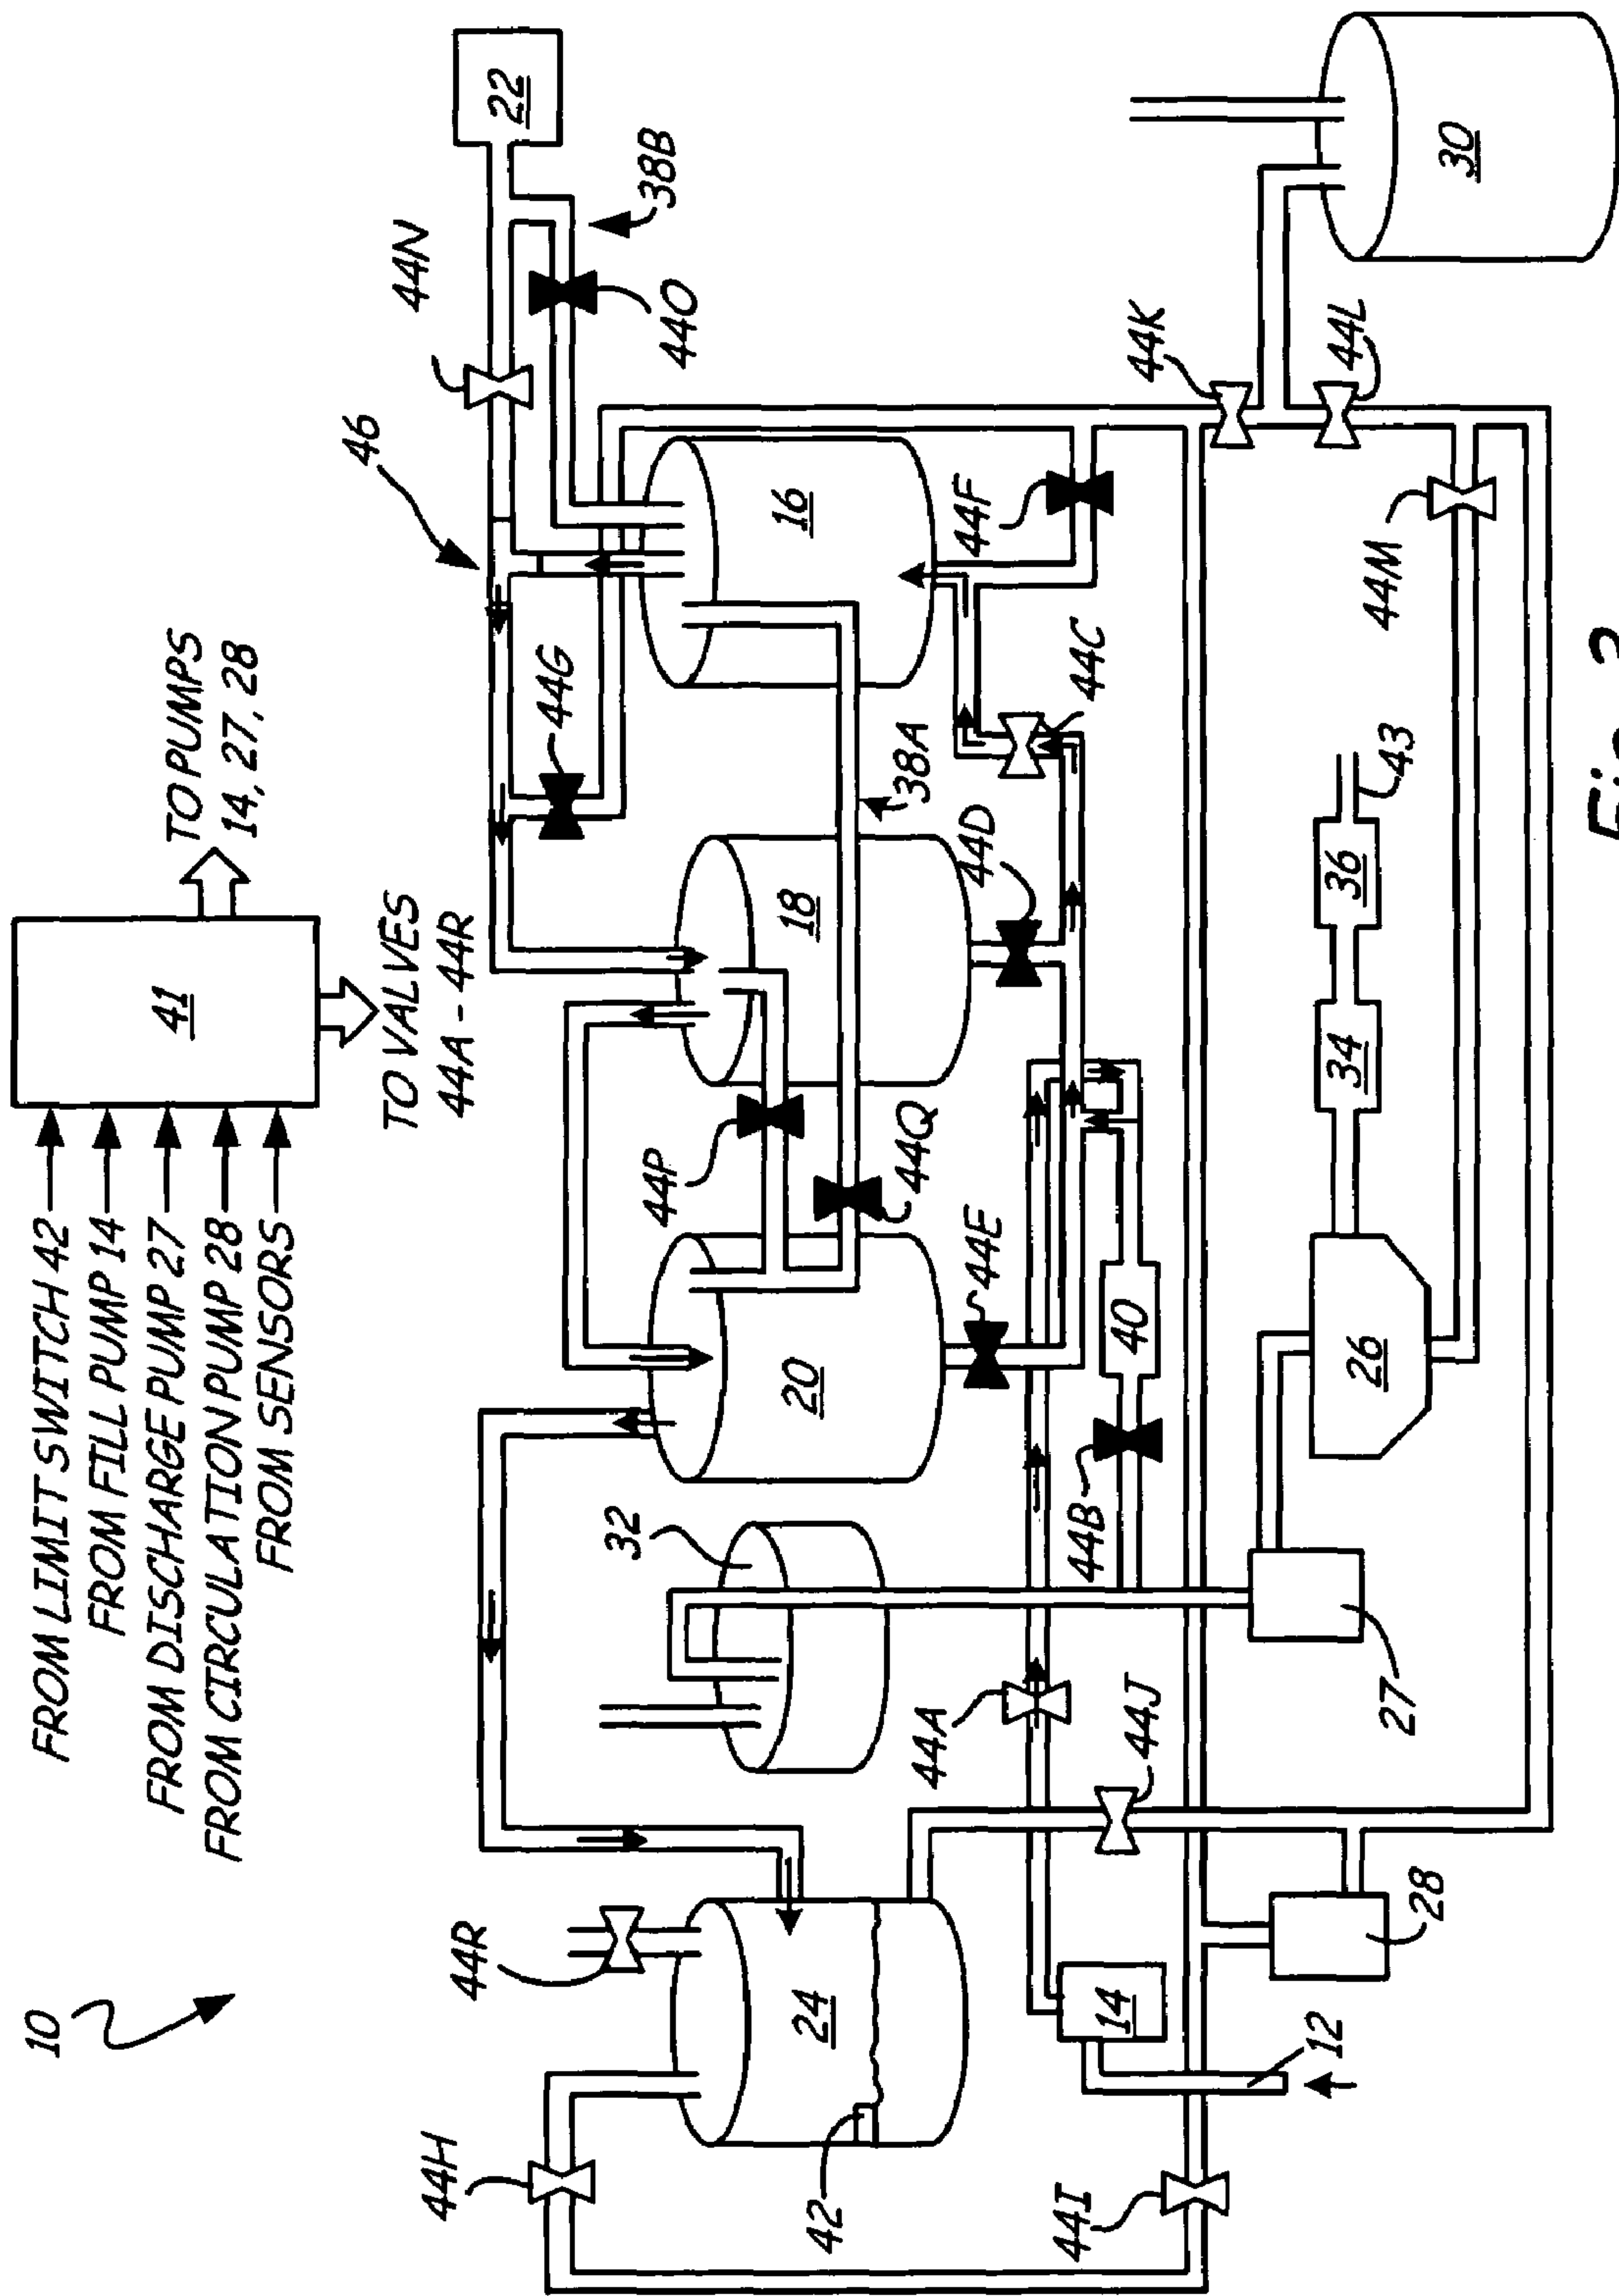 10
FROM LIMIT SWITCH 42
FROM FILL PUMP 14
FROM DISCHARGE PUMP 27
FROM CIRCULATION PUMP 28
FROM SENSORS
41
TO PUMPS
14, 27, 28
TO VALVES
44A - 44R
46
44H
44R
44N
22
44G
32
38B
44P
44O
24
20
18
16
42
44Q
38A
44A
44E
44D
44F
44I
44B
44C
14
40
44J
44K
12
34
36
44L
27
26
43
44M
28
30